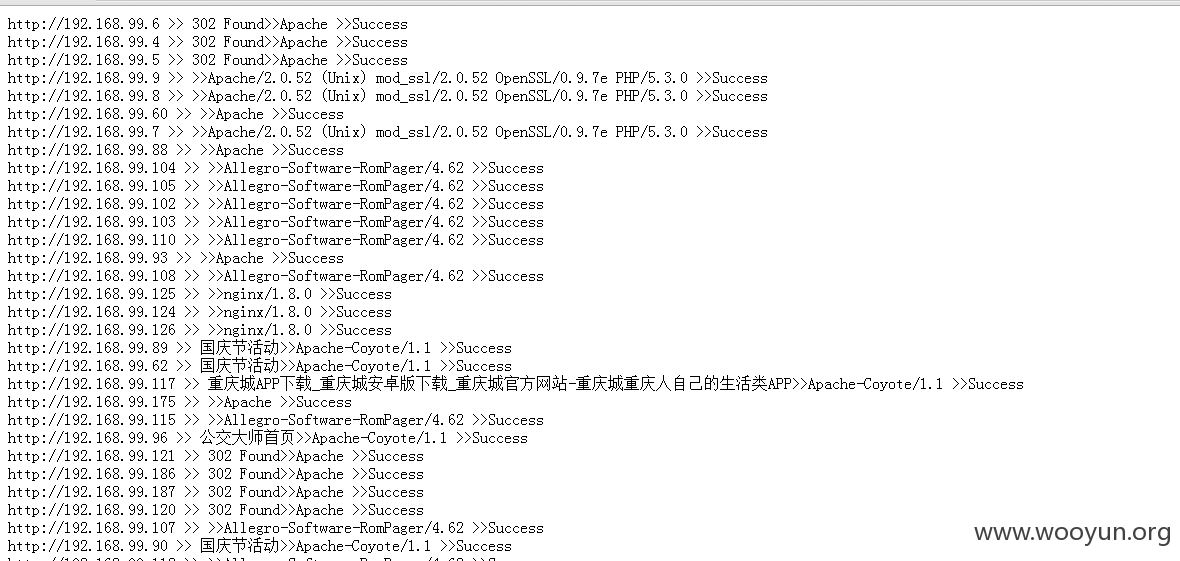 http://192.168.99.6 >> 302 Found>>Apache >>Success
http://192.168.99.4 >> 302 Found>>Apache >>Success
http://192.168.99.5 >> 302 Found>>Apache >>Success
http://192.168.99.9 >> >>Apache/2.0.52 (Unix) mod_ssl/2.0.52 OpenSSL/0.9.7e PHP/5.3.0 >>Success
http://192.168.99.8 >> >>Apache/2.0.52 (Unix) mod_ssl/2.0.52 OpenSSL/0.9.7e PHP/5.3.0 >>Success
http://192.168.99.60 >> >>Apache >>Success
http://192.168.99.7 >> >>Apache/2.0.52 (Unix) mod_ssl/2.0.52 OpenSSL/0.9.7e PHP/5.3.0 >>Success
http://192.168.99.88 >> >>Apache >>Success
http://192.168.99.104 >> >>Allegro-Software-RomPager/4.62 >>Success
http://192.168.99.105 >> >>Allegro-Software-RomPager/4.62 >>Success
http://192.168.99.102 >> >>Allegro-Software-RomPager/4.62 >>Success
http://192.168.99.103 >> >>Allegro-Software-RomPager/4.62 >>Success
http://192.168.99.110 >> >>Allegro-Software-RomPager/4.62 >>Success
http://192.168.99.93 >> >>Apache >>Success
http://192.168.99.108 >> >>Allegro-Software-RomPager/4.62 >>Success
http://192.168.99.125 >> >>nginx/1.8.0 >>Success
http://192.168.99.124 >> >>nginx/1.8.0 >>Success
http://192.168.99.126 >> >>nginx/1.8.0 >>Success
http://192.168.99.89 >> 国庆节活动>>Apache-Coyote/1.1 >>Success
http://192.168.99.62 >> 国庆节活动>>Apache-Coyote/1.1 >>Success
http://192.168.99.117 >> 重庆城APP下载_重庆城安卓版下载_重庆城官方网站-重庆城重庆人自己的生活类APP>>Apache-Coyote/1.1 >>Success
http://192.168.99.175 >> >>Apache >>Success
http://192.168.99.115 >> >>Allegro-Software-RomPager/4.62 >>Success
http://192.168.99.96 >> 公交大师首页>>Apache-Coyote/1.1 >>Success
http://192.168.99.121 >> 302 Found>>Apache >>Success
http://192.168.99.186 >> 302 Found>>Apache >>Success
http://192.168.99.187 >> 302 Found>>Apache >>Success
http://192.168.99.120 >> 302 Found>>Apache >>Success
http://192.168.99.107 >> >>Allegro-Software-RomPager/4.62 >>Success
http://192.168.99.90 >> 国庆节活动>>Apache-Coyote/1.1 >>Success
www.wooyun.org